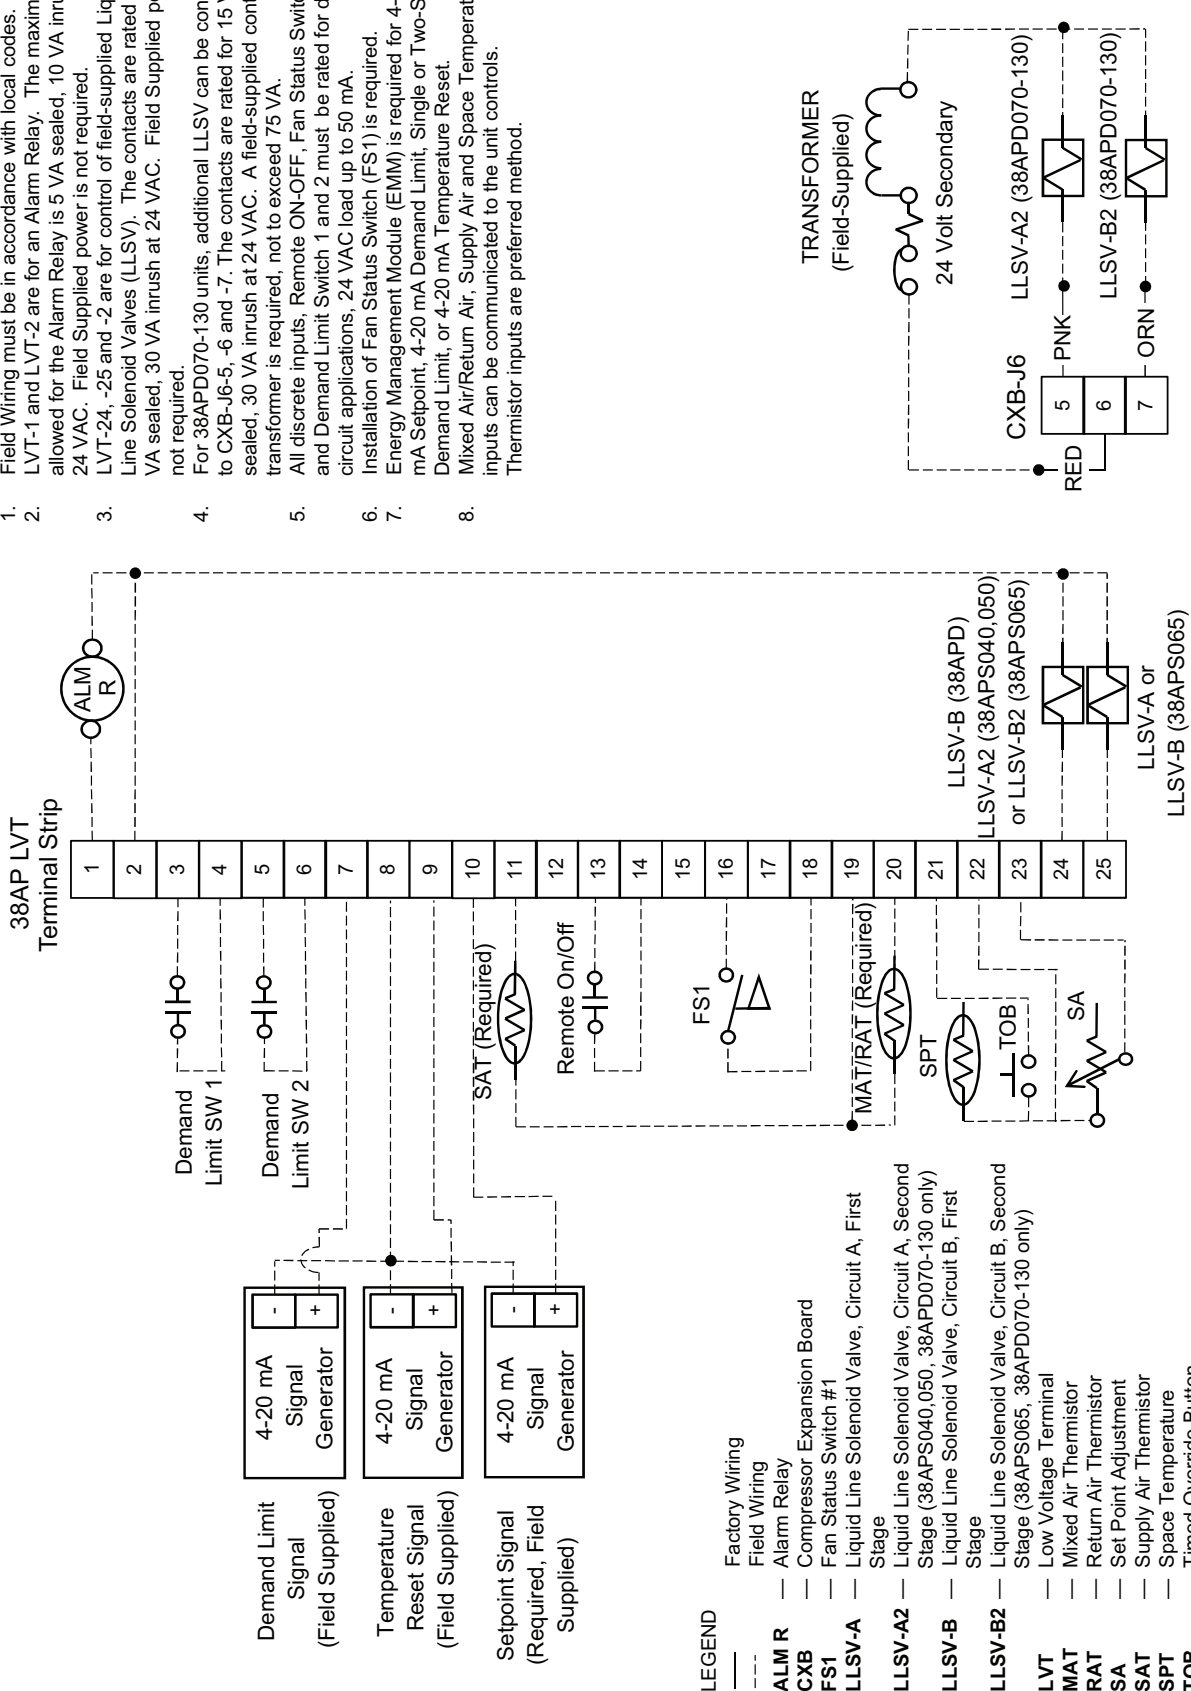 38AP LVT
Terminal Strip
1
2
3
4
5
6
7
8
9
10
11
12
13
14
15
16
17
18
19
20
21
22
23
24
25
ALM
R
Demand
Limit SW 1
Demand
Limit SW 2
SAT (Required)
Remote On/Off
FS1
MAT/RAT (Required)
SPT
TOB
SA
LLSV-B (38APD)
LLSV-A2 (38APS040,050)
or LLSV-B2 (38APS065)
LLSV-A or
LLSV-B (38APS065)
Demand Limit
Signal
(Field Supplied)
4-20 mA
Signal
Generator
-
+
Temperature
Reset Signal
(Field Supplied)
4-20 mA
Signal
Generator
-
+
Setpoint Signal
(Required, Field
Supplied)
4-20 mA
Signal
Generator
-
+
LEGEND
Factory Wiring
Field Wiring
ALM R — Alarm Relay
CXB — Compressor Expansion Board
FS1 — Fan Status Switch #1
LLSV-A — Liquid Line Solenoid Valve, Circuit A, First
Stage
LLSV-A2 — Liquid Line Solenoid Valve, Circuit A, Second
Stage (38APS040,050, 38APD070-130 only)
LLSV-B — Liquid Line Solenoid Valve, Circuit B, First
Stage
LLSV-B2 — Liquid Line Solenoid Valve, Circuit B, Second
Stage (38APS065, 38APD070-130 only)
LVT — Low Voltage Terminal
MAT — Mixed Air Thermistor
RAT — Return Air Thermistor
SA — Set Point Adjustment
SAT — Supply Air Thermistor
SPT — Space Temperature
TOB — Timed Override Button
1. Field Wiring must be in accordance with local codes.
2. LVT-1 and LVT-2 are for an Alarm Relay. The
allowed for the Alarm Relay is 5 VA sealed, 10 VA
24 VAC. Field Supplied power is not required.
3. LVT-24, -25 and -2 are for control of field-supplied
Line Solenoid Valves (LLSV). The contacts are rated
VA sealed, 30 VA inrush at 24 VAC. Field Supplied
not required.
4. For 38APD070-130 units, additional LLSV can be
to CXB-J6-5, -6 and -7. The contacts are rated for 15
sealed, 30 VA inrush at 24 VAC. A field-supplied
transformer is required, not to exceed 75 VA.
5. All discrete inputs, Remote ON-OFF, Fan Status
and Demand Limit Switch 1 and 2 must be rated for
circuit applications, 24 VAC load up to 50 mA.
6. Installation of Fan Status Switch (FS1) is required.
7. Energy Management Module (EMM) is required for 4-
mA Setpoint, 4-20 mA Demand Limit, Single or
Demand Limit, or 4-20 mA Temperature Reset.
8. Mixed Air/Return Air, Supply Air and Space
inputs can be communicated to the unit controls.
Thermistor inputs are preferred method.
TRANSFORMER
(Field-Supplied)
24 Volt Secondary
CXB-J6
5
6
7
RED
PNK
ORN
LLSV-A2 (38APD070-130)
LLSV-B2 (38APD070-130)